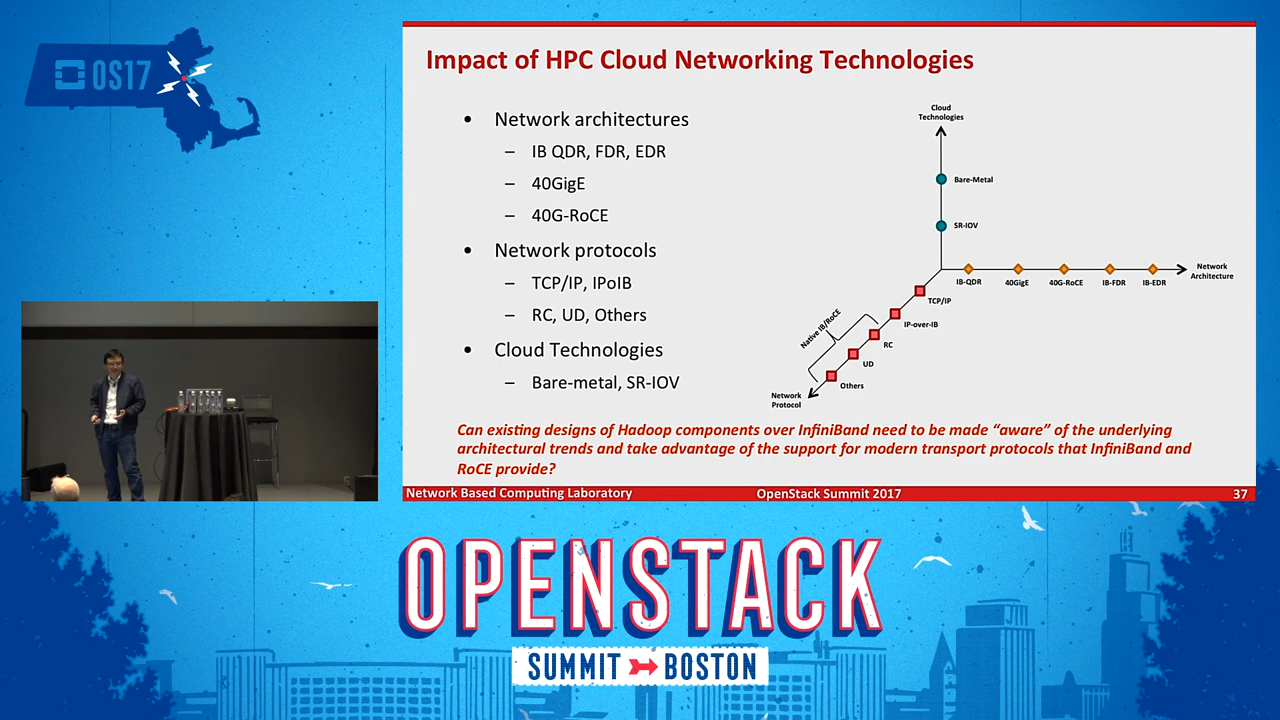 OS17
Impact of HPC Cloud Networking Technologies
• Network architectures
– IB QDR, FDR, EDR
– 40GigE
– 40G-RoCE
• Network protocols
– TCP/IP, IPoIB
– RC, UD, Others
• Cloud Technologies
– Bare-metal, SR-IOV
Cloud
Technologies
Bare-Metal
SR-IOV
Network
Architecture
IB-QDR
40GigE
40G-RoCE
IB-FDR
IB-EDR
TCP/IP
IP-over-IB
RC
UD
Others
Native IB/RoCE
Network
Protocol
Can existing designs of Hadoop components over InfiniBand need to be made “aware” of the underlying
architectural trends and take advantage of the support for modern transport protocols that InfiniBand and
RoCE provide?
Network Based Computing Laboratory
OpenStack Summit 2017
37
OPENSTACK
SUMMIT BOSTON